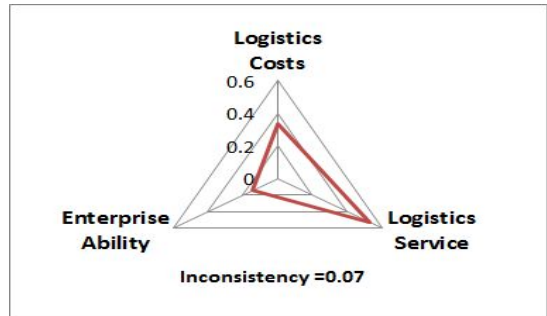 Logistics
Costs
0.6
0.4
0.2
0
Enterprise
Ability
Logistics
Service
Inconsistency =0.07